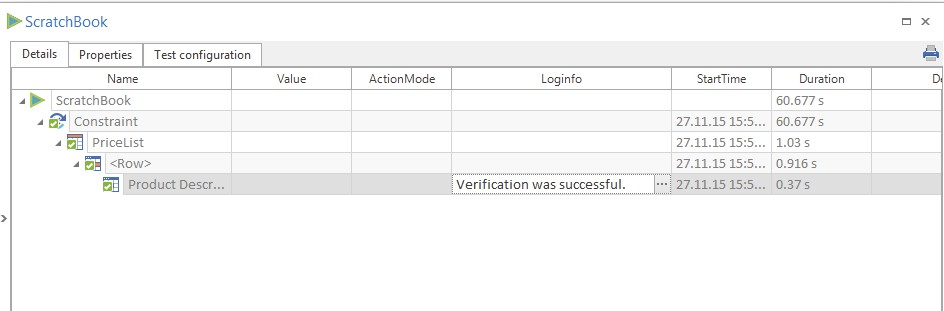 ScratchBook
Details Properties Test configuration
Name Value ActionMode Loginfo StartTime Duration De
ScratchBook 60.677 s
Constraint 27.11.15 15:5... 60.677 s
PriceList 27.11.15 15:5... 1.03 s
<Row> 27.11.15 15:5... 0.916 s
Product Descr... Verification was successful. ... 27.11.15 15:5... 0.37 s